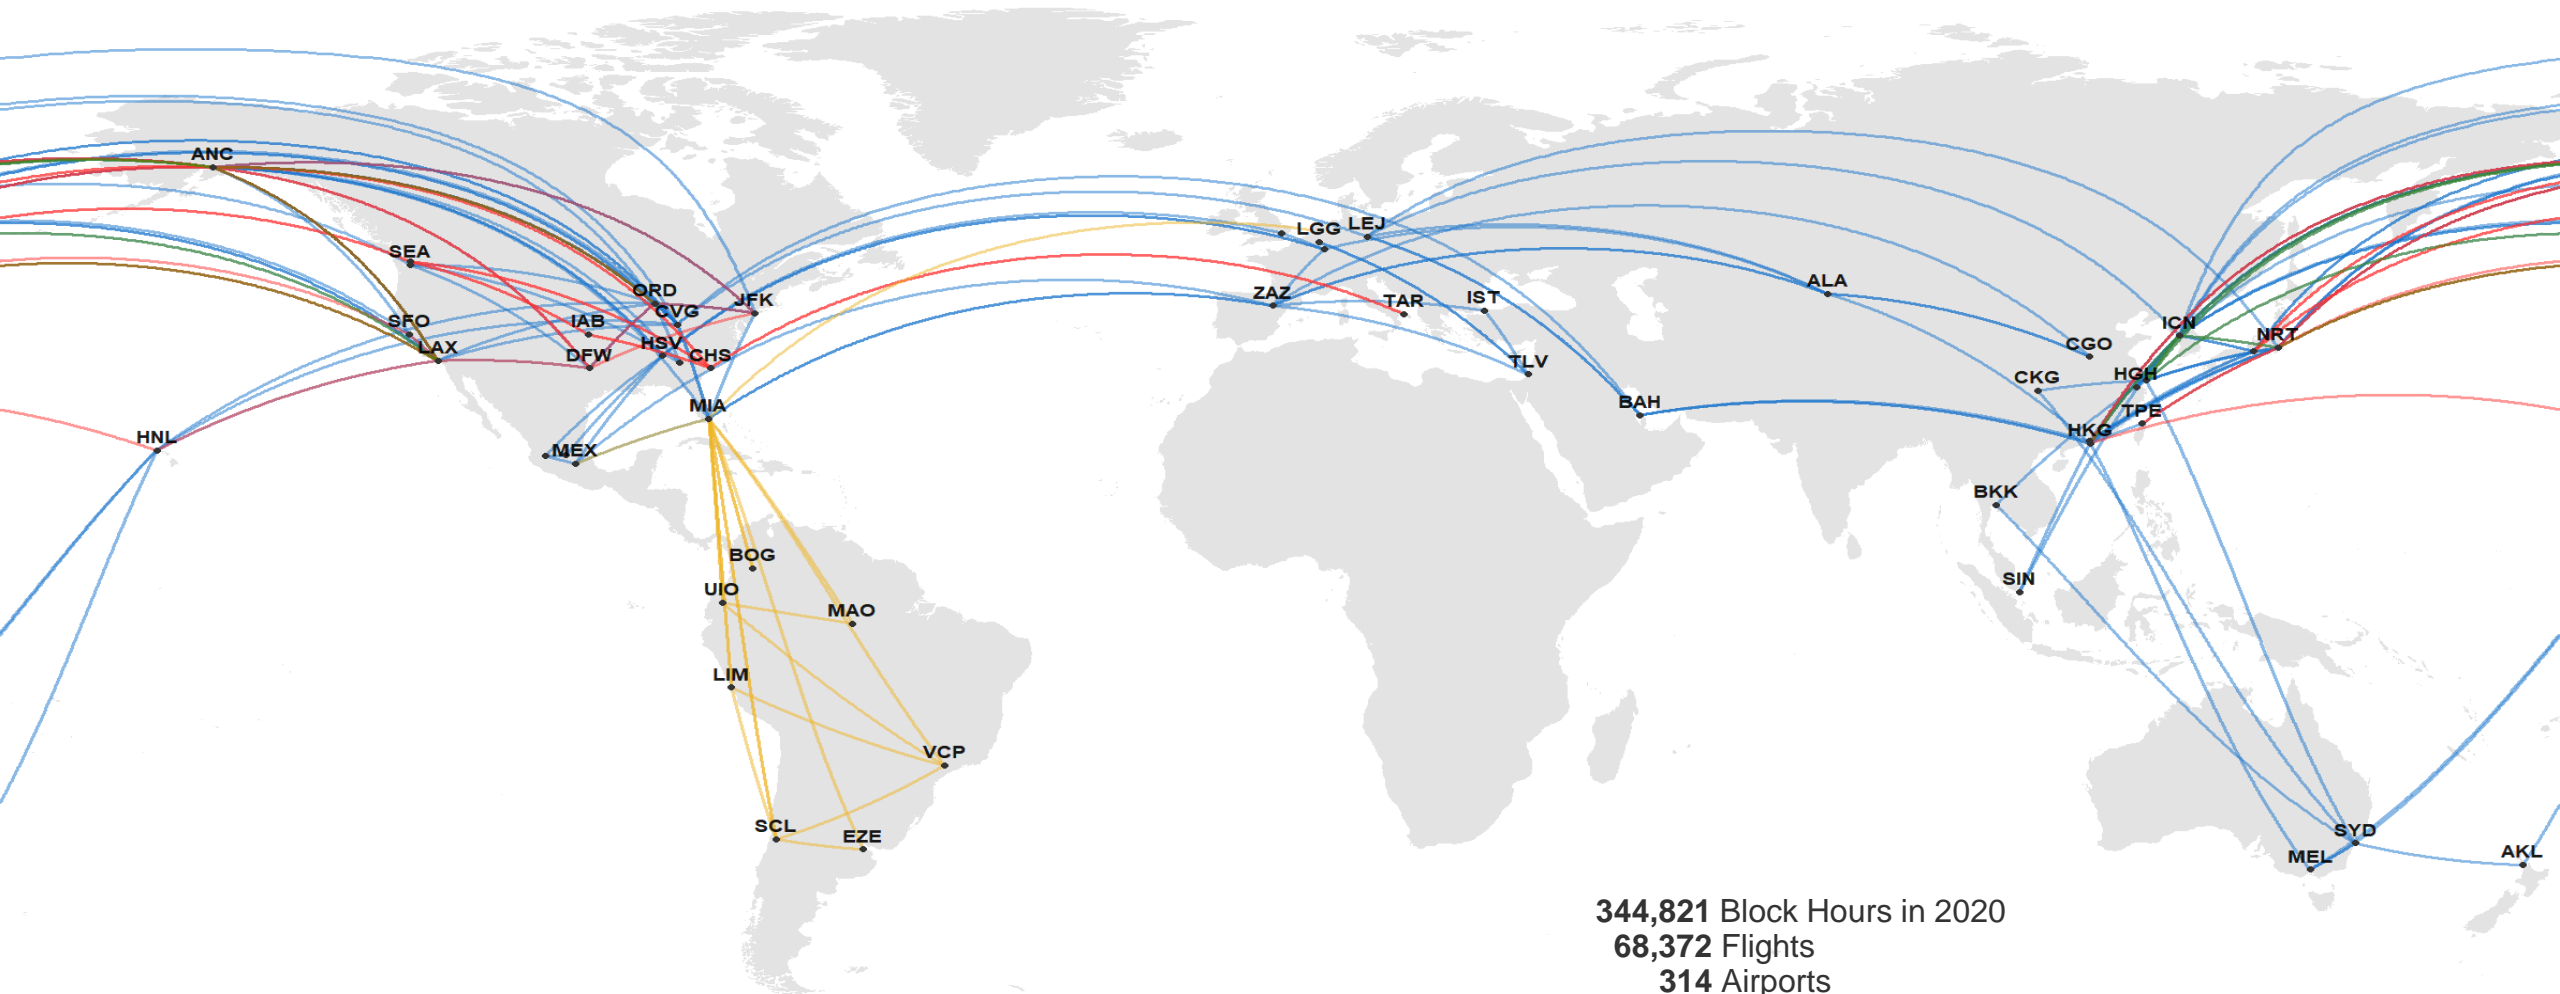 ANC
SEA
SFO
LAX
HNL
ORD
CVG
JFK
IAB
DFW
HSV
CHS
MIA
MEX
BOG
UIO
MAO
LIM
VCP
SCL
EZE
LGG
LEJ
ZAZ
TAR
IST
TLV
BAH
ALA
CGO
CKG
ICN
NRT
HGH
TPE
HKG
BKK
SIN
SYD
MEL
AKL
344,821 Block Hours in 2020
68,372 Flights
314 Airports